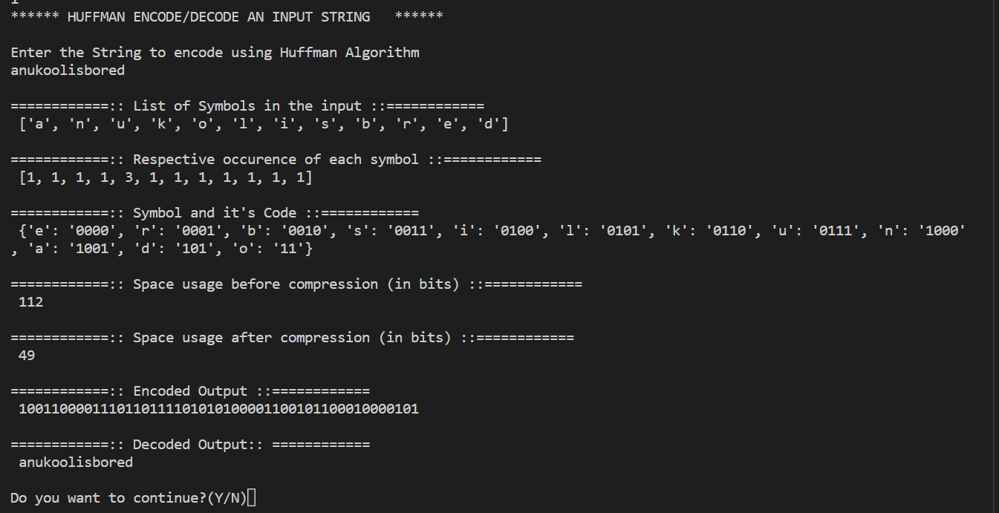 ****** HUFFMAN ENCODE/DECODE AN INPUT STRING   ******
Enter the String to encode using Huffman Algorithm
anukoolisbored
============:: List of Symbols in the input ::============
['a', 'n', 'u', 'k', 'o', 'l', 'i', 's', 'b', 'r', 'e', 'd']
============:: Respective occurence of each symbol ::============
[1, 1, 1, 1, 3, 1, 1, 1, 1, 1, 1, 1]
============:: Symbol and it's Code ::============
{'e': '0000', 'r': '0001', 'b': '0010', 's': '0011', 'i': '0100', 'l': '0101', 'k': '0110', 'u': '0111', 'n': '1000'
, 'a': '1001', 'd': '101', 'o': '11'}
============:: Space usage before compression (in bits) ::============
112
============:: Space usage after compression (in bits) ::============
49
============:: Encoded Output ::============
1001100001110110111101010100001100101100010000101
============:: Decoded Output:: ============
anukoolisbored
Do you want to continue?(Y/N)